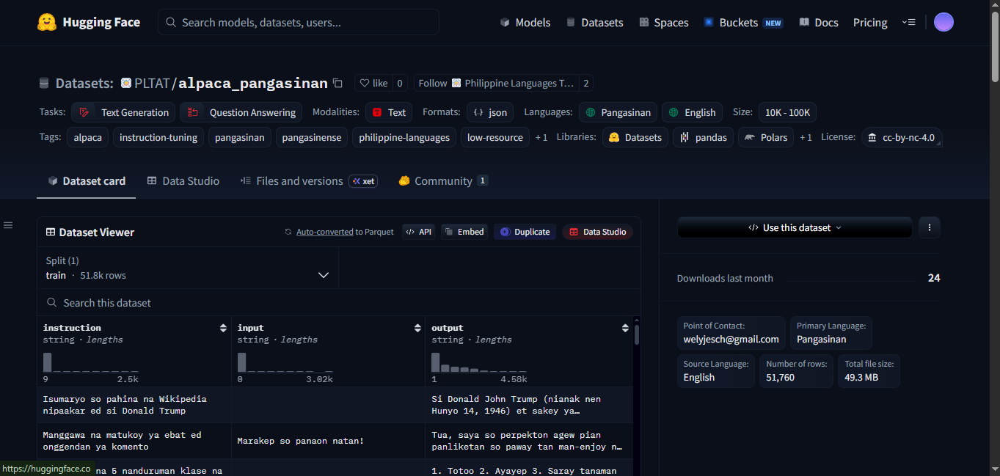 Hugging Face
Search models, datasets, users...
Models
Datasets
Spaces
Buckets NEW
Docs
Pricing
Datasets: PLTAT/alpaca_pangasinan
like 0
Follow Philippine Languages T... 2
Tasks: Text Generation Question Answering Modalities: Text Formats: json Languages: Pangasinan English Size: 10K - 100K
Tags: alpaca instruction-tuning pangasinan pangasinense philippine-languages low-resource + 1 Libraries: Datasets pandas Polars + 1 License: cc-by-nc-4.0
Dataset card
Data Studio
Files and versions xet
Community 1
Dataset Viewer
Auto-converted to Parquet
API
Embed
Duplicate
Data Studio
Split (1)
train · 51.8k rows
Search this dataset
instruction
string · lengths
9 2.5k
input
string · lengths
0 3.02k
output
string · lengths
1 4.58k
Isumaryo so pahina na Wikipedia
nipaakar ed si Donald Trump
Si Donald John Trump (nianak nen
Hunyo 14, 1946) et sakey ya…
Manggawa na matukoy ya ebat ed
onggendan ya komento
Marakep so panaon natan!
Tua, saya so perpekton agew pian
panliketan so paway tan man-enjoy n…
na 5 nanduruman klase na
1. Totoo 2. Ayayep 3. Saray tanaman
Use this dataset
Downloads last month
24
Point of Contact:
welyjesch@gmail.com
Primary Language:
Pangasinan
Source Language:
English
Number of rows:
51,760
Total file size:
49.3 MB
https://huggingface.co